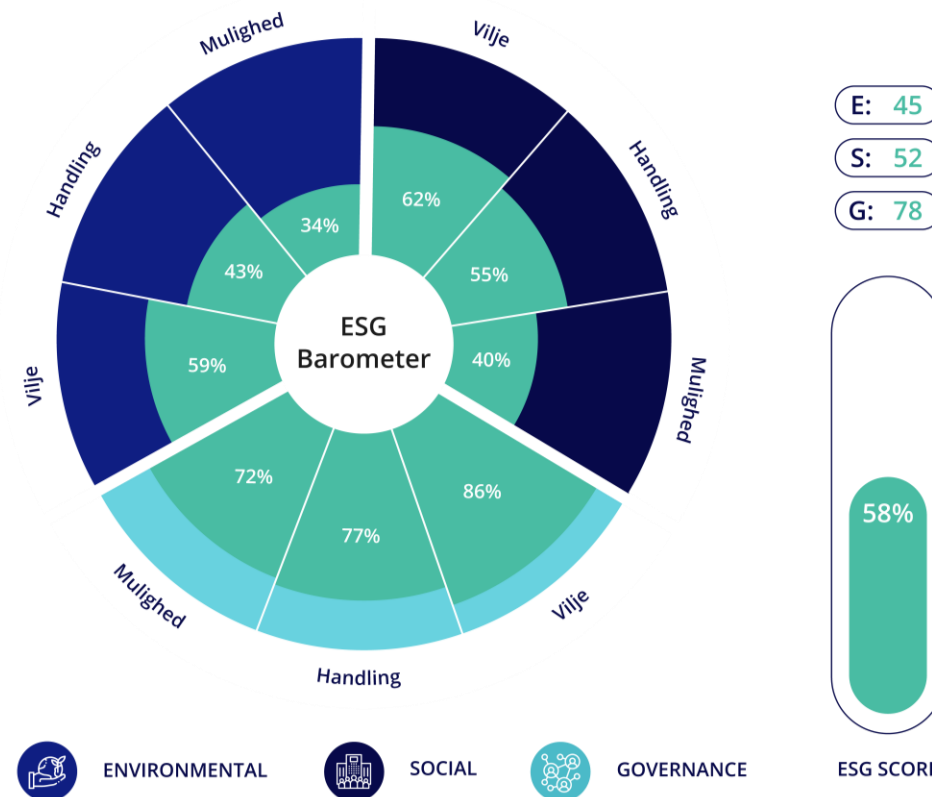 Mulighed
Vilje
Handling
Handling
34%
62%
43%
55%
59%
40%
ESG
Barometer
Vilje
Mulighed
72%
86%
77%
Mulighed
Vilje
Handling
E: 45
S: 52
G: 78
58%
ENVIRONMENTAL
SOCIAL
GOVERNANCE
ESG SCORE